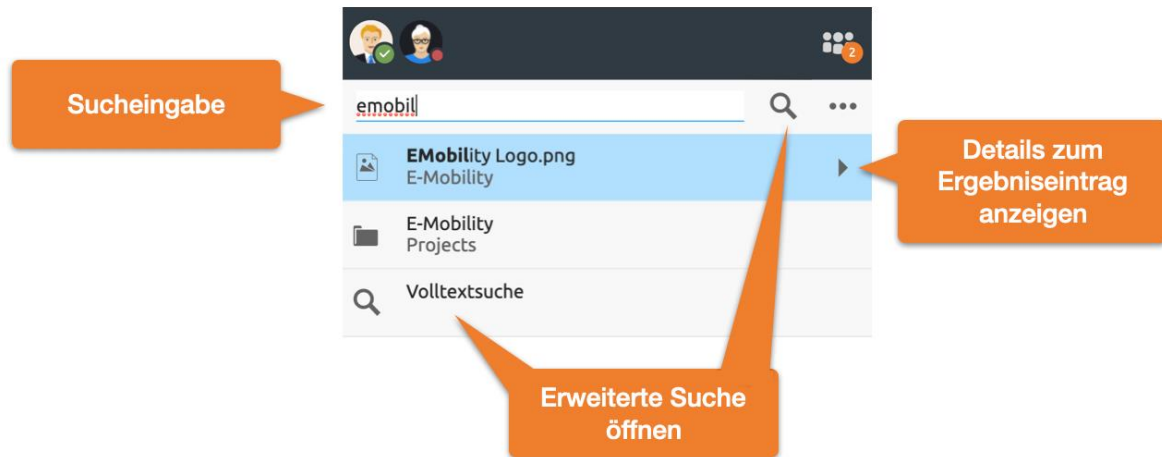 2
Sucheingabe
emobil
EMobility Logo.png
E-Mobility
Details zum
Ergebniseintrag
anzeigen
E-Mobility
Projects
Volltextsuche
Erweiterte Suche
öffnen